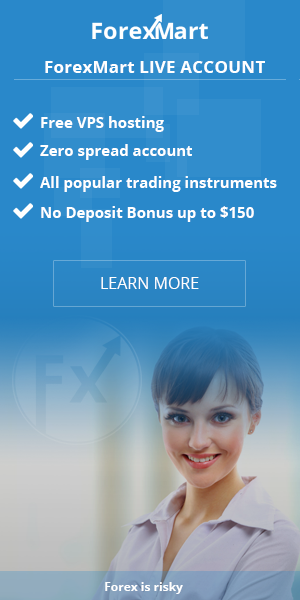 ForexMart
ForexMart LIVE ACCOUNT
Free VPS hosting
Zero spread account
All popular trading instruments
No Deposit Bonus up to $150
LEARN MORE
Fx
Forex is risky